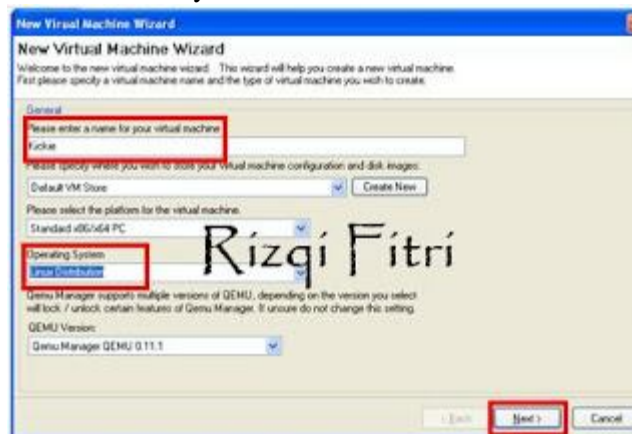 New Virual Machine Wizard
New Virtual Machine Wizard
Welcome to the new virtual machine wizard. This wizard will help you create a new virtual machine.
First please specify a virtual machine name and the type of virtual machine you wish to create.
General
Please enter a name for your virtual machine
Please specify where you wish to store your virtual machine configuration and disk images:
Default VM Store
Create New
Please select the platform for the virtual machine.
Standard x86/x64 PC
Rizqi Fitri
Operating System
Linux Distribution
Qemu Manager supports multiple versions of QEMU, depending on the version you select
will lock / unlock certain features of Qemu Manager. If unsure do not change this setting.
QEMU Version:
Qemu Manager QEMU 0.11.1
< Back
Next >
Cancel